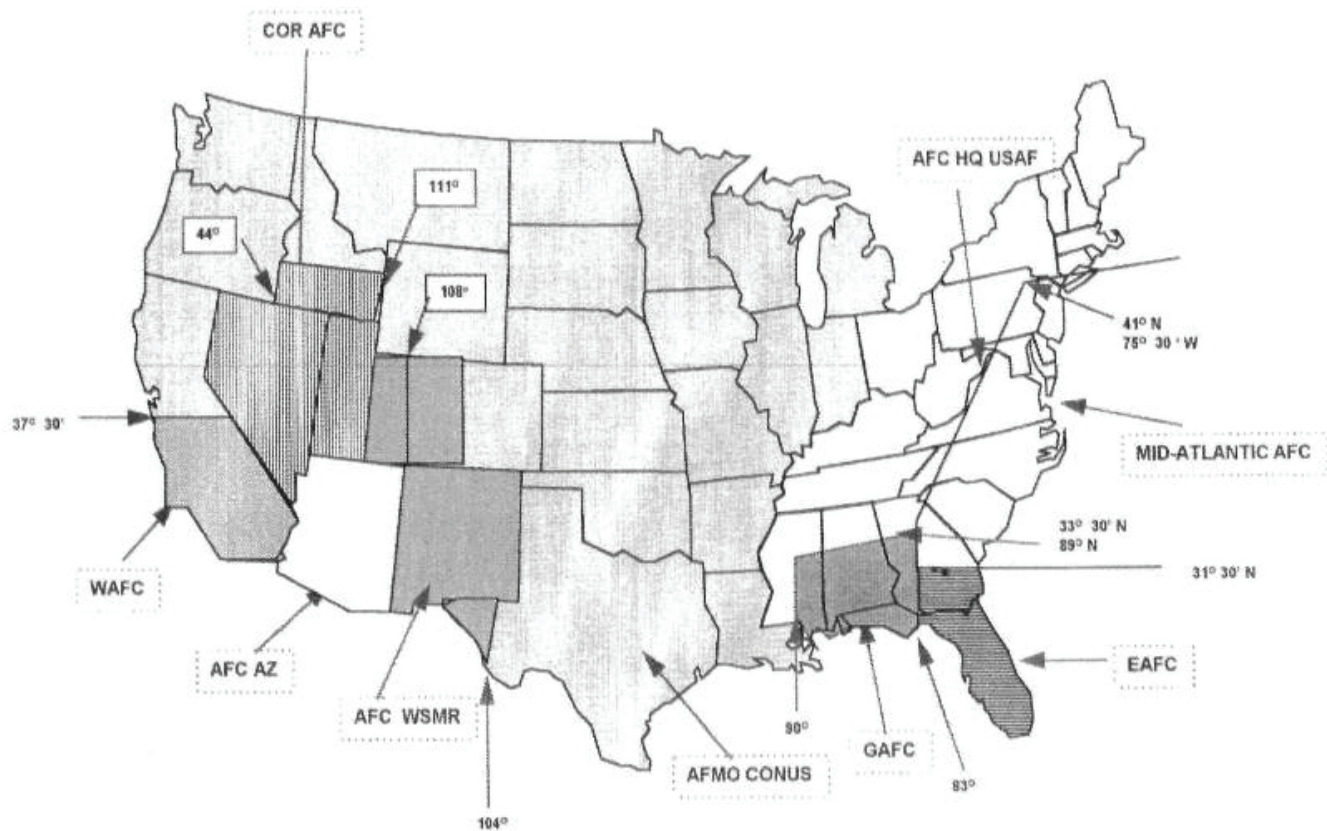 COR AFC
AFC HQ USAF
111°
44°
108°
41° N
75° 30 ' W
37° 30'
MID-ATLANTIC AFC
33° 30' N
89° N
31° 30' N
WAFC
EAFC
AFC AZ
AFC WSMR
90°
GAFC
AFMO CONUS
83°
104°